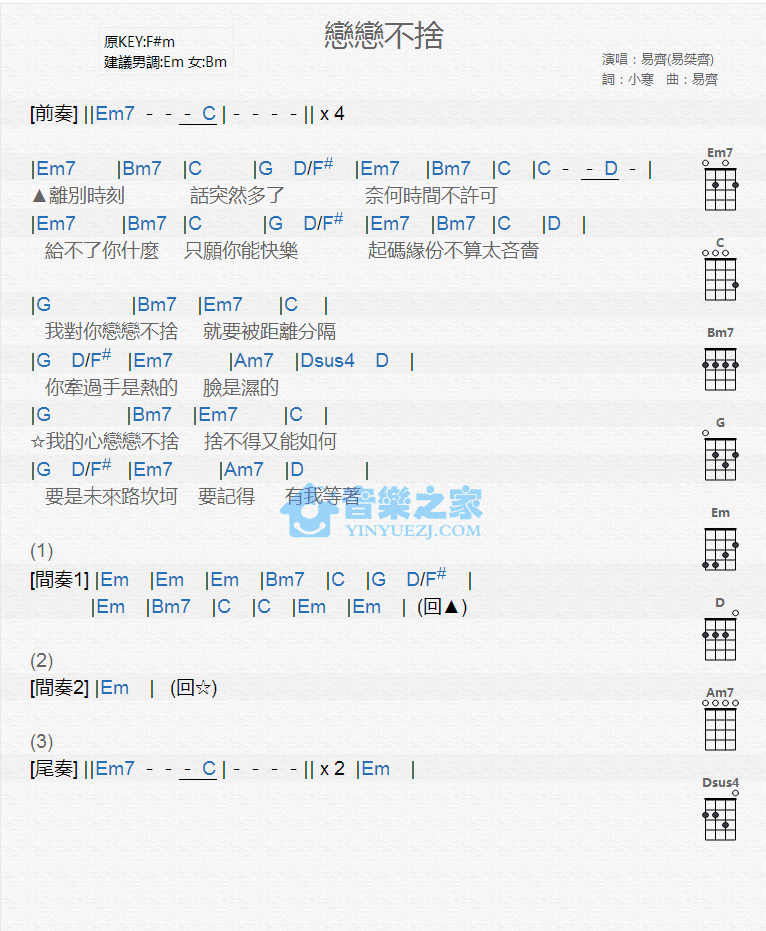 戀戀不捨
原KEY:F#m
建議男調:Em 女:Bm
演唱：易齊(易桀齊)
詞：小寒 曲：易齊
[前奏] ||Em7 - - - C | - - - - || x 4
|Em7 |Bm7 |C |G D/F# |Em7 |Bm7 |C |C - - D - |
▲離別時刻 話突然多了 奈何時間不許可
|Em7 |Bm7 |C |G D/F# |Em7 |Bm7 |C |D |
給不了你什麼 只願你能快樂 起碼緣份不算太吝嗇
|G |Bm7 |Em7 |C |
我對你戀戀不捨 就要被距離分隔
|G D/F# |Em7 |Am7 |Dsus4 D |
你牽過手是熱的 臉是濕的
|G |Bm7 |Em7 |C |
☆我的心戀戀不捨 捨不得又能如何
|G D/F# |Em7 |Am7 |D |
要是未來路坎坷 要記得 有我等著
音樂之家
YINYUEZJ.COM
(1)
[間奏1] |Em |Em |Em |Bm7 |C |G D/F# |
|Em |Bm7 |C |C |Em |Em | (回▲)
(2)
[間奏2] |Em | (回☆)
(3)
[尾奏] ||Em7 - - - C | - - - - || x 2 |Em |
Em7
C
Bm7
G
Em
D
Am7
Dsus4